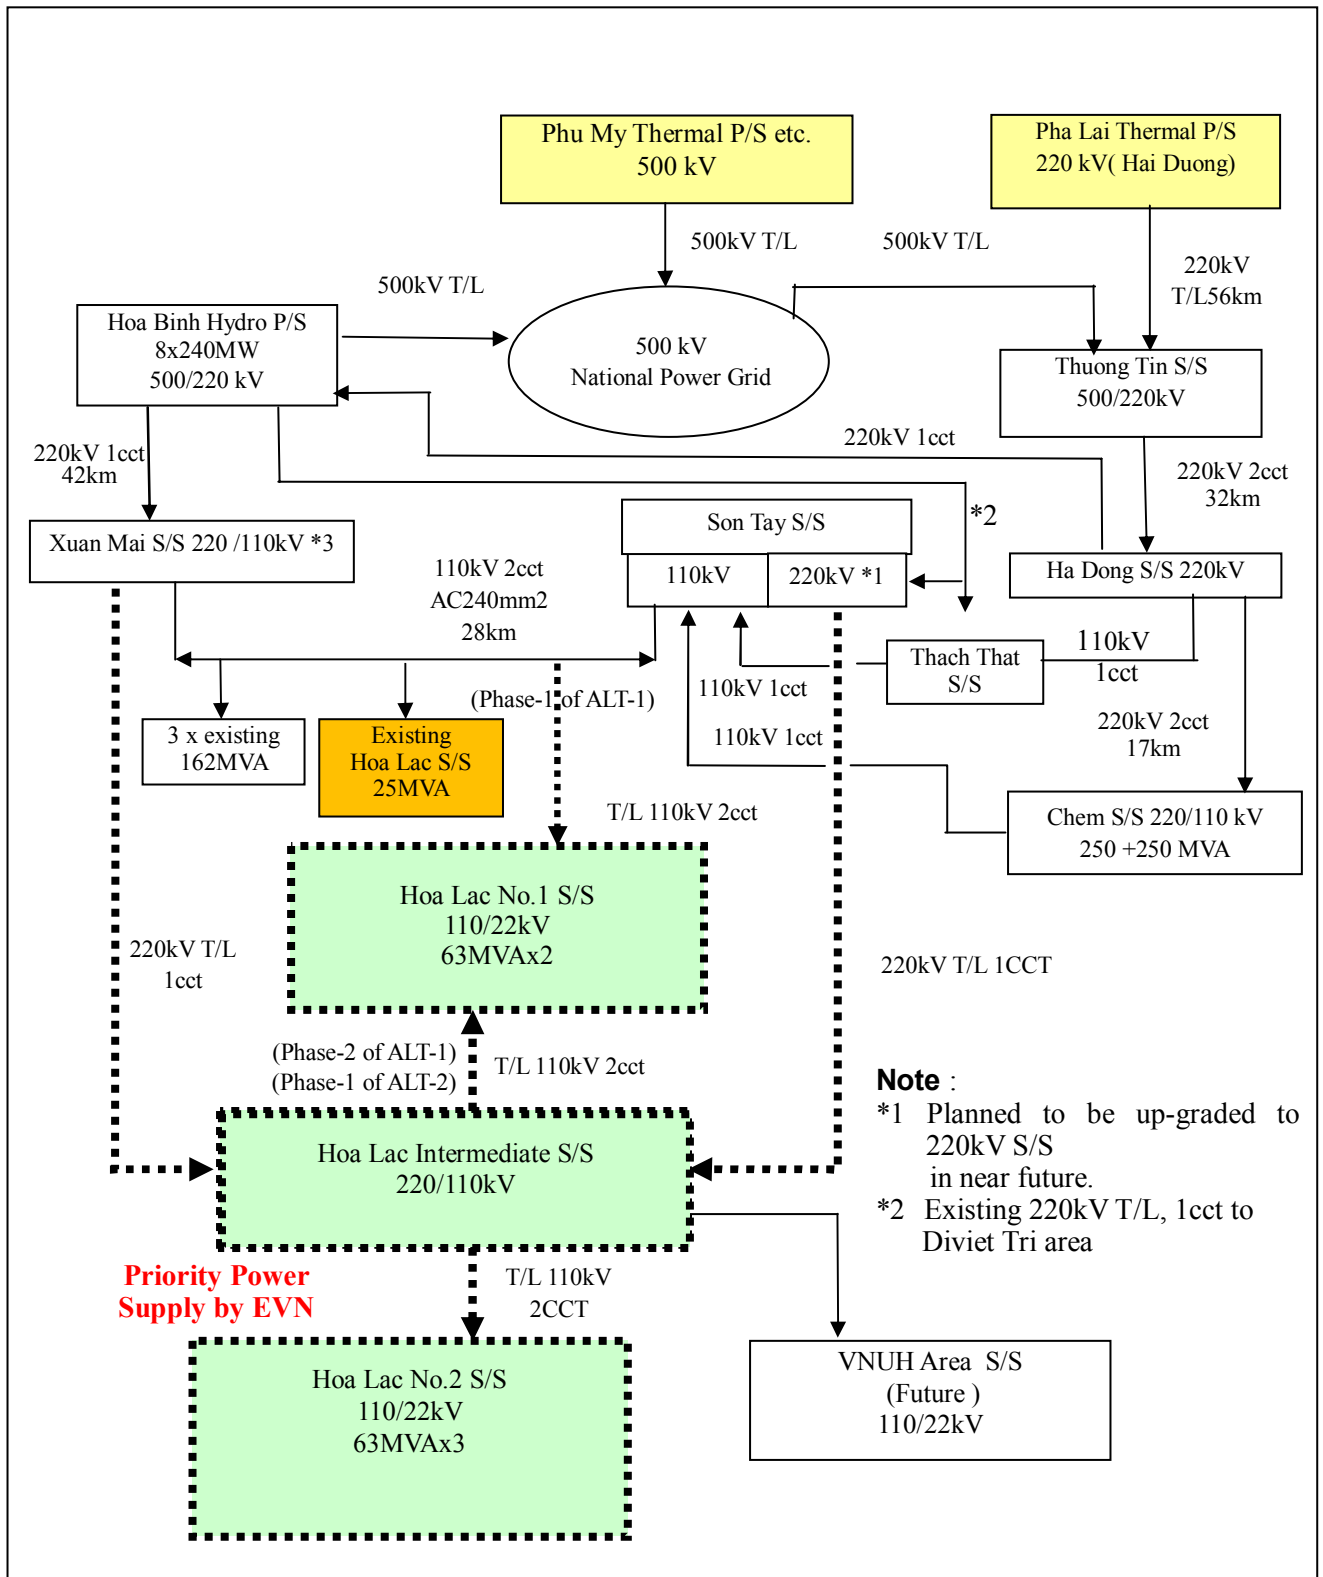 Phu My Thermal P/S etc.
500 kV
Pha Lai Thermal P/S
220 kV( Hai Duong)
500kV T/L
500kV T/L
220kV
T/L56km
500kV T/L
Hoa Binh Hydro P/S
8x240MW
500/220 kV
500 kV
National Power Grid
Thuong Tin S/S
500/220kV
220kV 1cct
42km
220kV 1cct
220kV 2cct
32km
Xuan Mai S/S 220 /110kV *3
Son Tay S/S
*2
110kV
220kV *1
Ha Dong S/S 220kV
110kV 2cct
AC240mm2
28km
Thach That
S/S
110kV
1cct
(Phase-1 of ALT-1)
110kV 1cct
110kV 1cct
220kV 2cct
17km
3 x existing
162MVA
Existing
Hoa Lac S/S
25MVA
T/L 110kV 2cct
Chem S/S 220/110 kV
250 +250 MVA
Hoa Lac No.1 S/S
110/22kV
63MVAx2
220kV T/L
1cct
220kV T/L 1CCT
(Phase-2 of ALT-1)
(Phase-1 of ALT-2)
T/L 110kV 2cct
Note :
*1 Planned to be up-graded to
220kV S/S
in near future.
*2 Existing 220kV T/L, 1cct to
Diviet Tri area
Hoa Lac Intermediate S/S
220/110kV
Priority Power
Supply by EVN
T/L 110kV
2CCT
Hoa Lac No.2 S/S
110/22kV
63MVAx3
VNUH Area S/S
(Future )
110/22kV